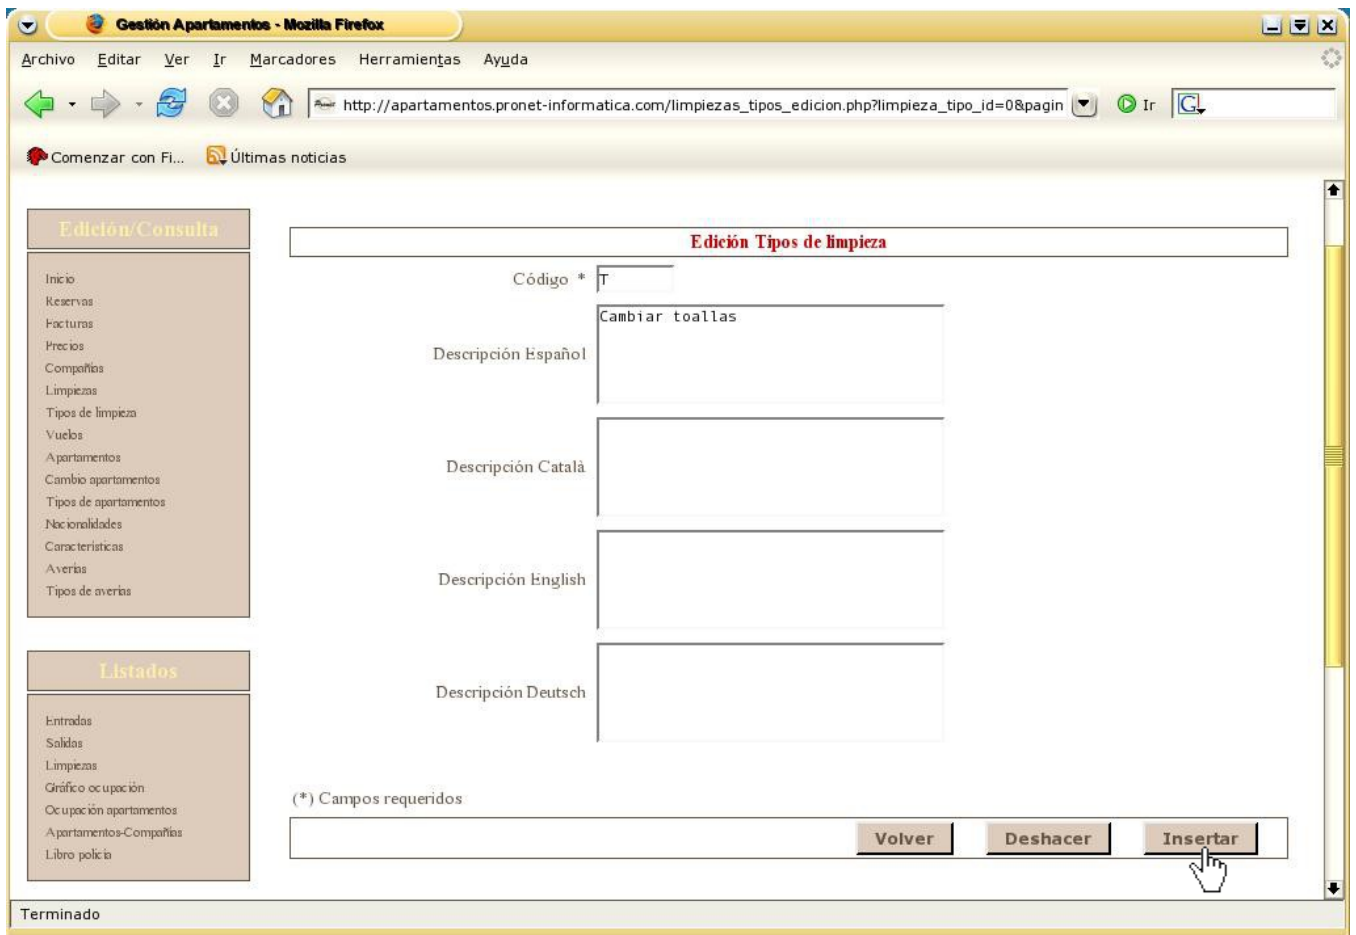 Gestión Apartamentos - Mozilla Firefox
Archivo Editar Ver Ir Marcadores Herramientas Ayuda
http://apartamentos.pronet-informatica.com/limpiezas_tipos_edicion.php?limpieza_tipo_id=0&pagin Ir G
Comenzar con Fi... Últimas noticias
Edición/Consulta
Inicio
Reservas
Facturas
Precios
Compañías
Limpiezas
Tipos de limpieza
Vuelos
Apartamentos
Cambio apartamentos
Tipos de apartamentos
Nacionalidades
Características
Averías
Tipos de averías
Listados
Entradas
Salidas
Limpiezas
Gráfico ocupación
Ocupación apartamentos
Apartamentos-Compañías
Libro policía
Edición Tipos de limpieza
Código * T
Descripción Español Cambiar toallas
Descripción Català
Descripción English
Descripción Deutsch
(*) Campos requeridos
Volver Deshacer Insertar
Terminado